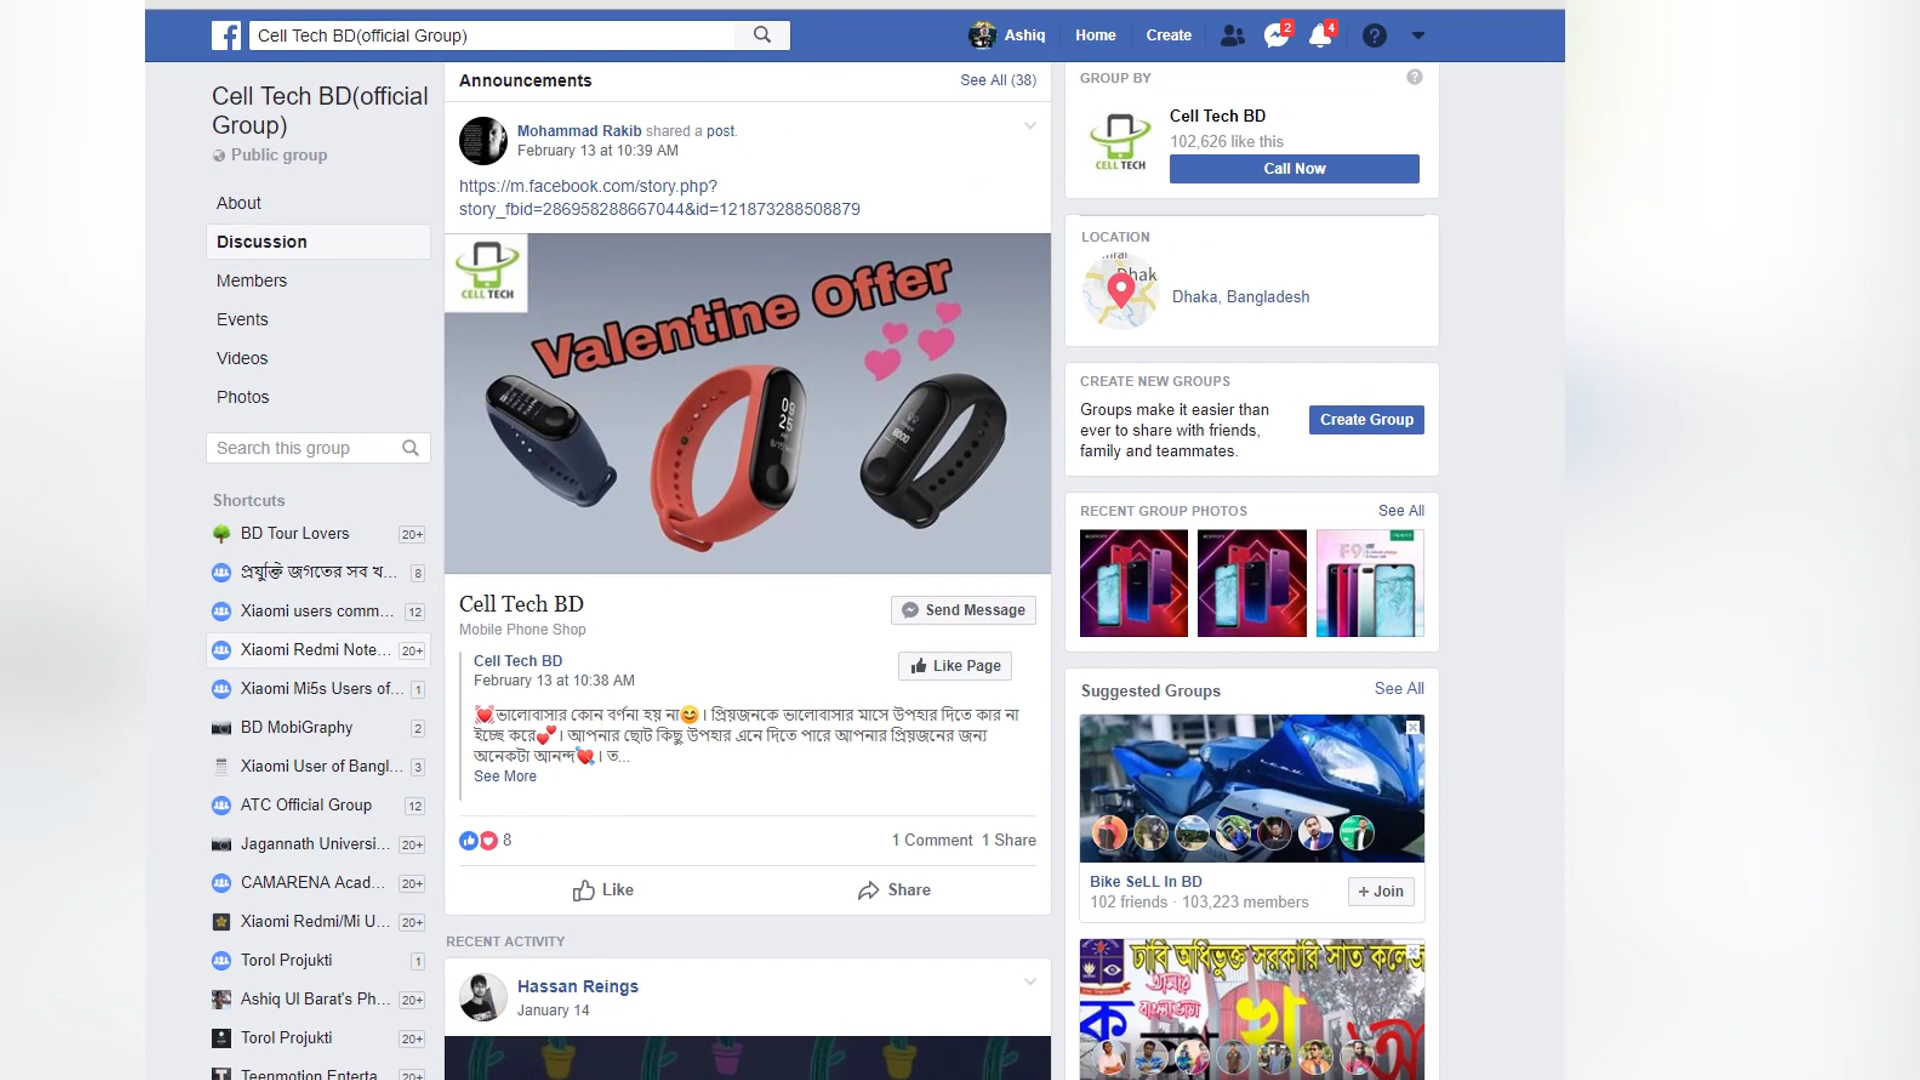 Cell Tech BD(official Group)
Ashiq
Home
Create
2
4
Cell Tech BD(official
Group)
Public group
About
Discussion
Members
Events
Videos
Photos
Search this group
Shortcuts
BD Tour Lovers 20+
প্রযুক্তি জগতের সব খ... 8
Xiaomi users comm... 12
Xiaomi Redmi Note... 20+
Xiaomi Mi5s Users of... 1
BD MobiGraphy 2
Xiaomi User of Bangl... 3
ATC Official Group 12
Jagannath Universi... 20+
CAMARENA Acad... 20+
Xiaomi Redmi/Mi U... 20+
Torol Projukti 1
Ashiq Ul Barat's Ph... 20+
Torol Projukti 20+
Teenmotion Enterta... 20+
Announcements
See All (38)
Mohammad Rakib shared a post.
February 13 at 10:39 AM
https://m.facebook.com/story.php?
story_fbid=286958288667044&id=121873288508879
CELL TECH
Valentine Offer
Cell Tech BD
Mobile Phone Shop
Send Message
Cell Tech BD
February 13 at 10:38 AM
Like Page
ভালোবাসার কোন বর্ণনা হয় না😊। প্রিয়জনকে ভালোবাসার মাসে উপহার দিতে কার না
ইচ্ছে করে💕। আপনার ছোট কিছু উপহার এনে দিতে পারে আপনার প্রিয়জনের জন্য
অনেকটা আনন্দ💘। ত...
See More
8
1 Comment 1 Share
Like
Share
RECENT ACTIVITY
Hassan Reings
January 14
GROUP BY
CELL TECH
Cell Tech BD
102,626 like this
Call Now
LOCATION
Dhak
Dhaka, Bangladesh
CREATE NEW GROUPS
Groups make it easier than
ever to share with friends,
family and teammates.
Create Group
RECENT GROUP PHOTOS
See All
F9
Suggested Groups
See All
Bike SeLL In BD
102 friends · 103,223 members
+ Join
ঢাবি অধিভুক্ত সরকারি সাত কলেজ
আমার
ক